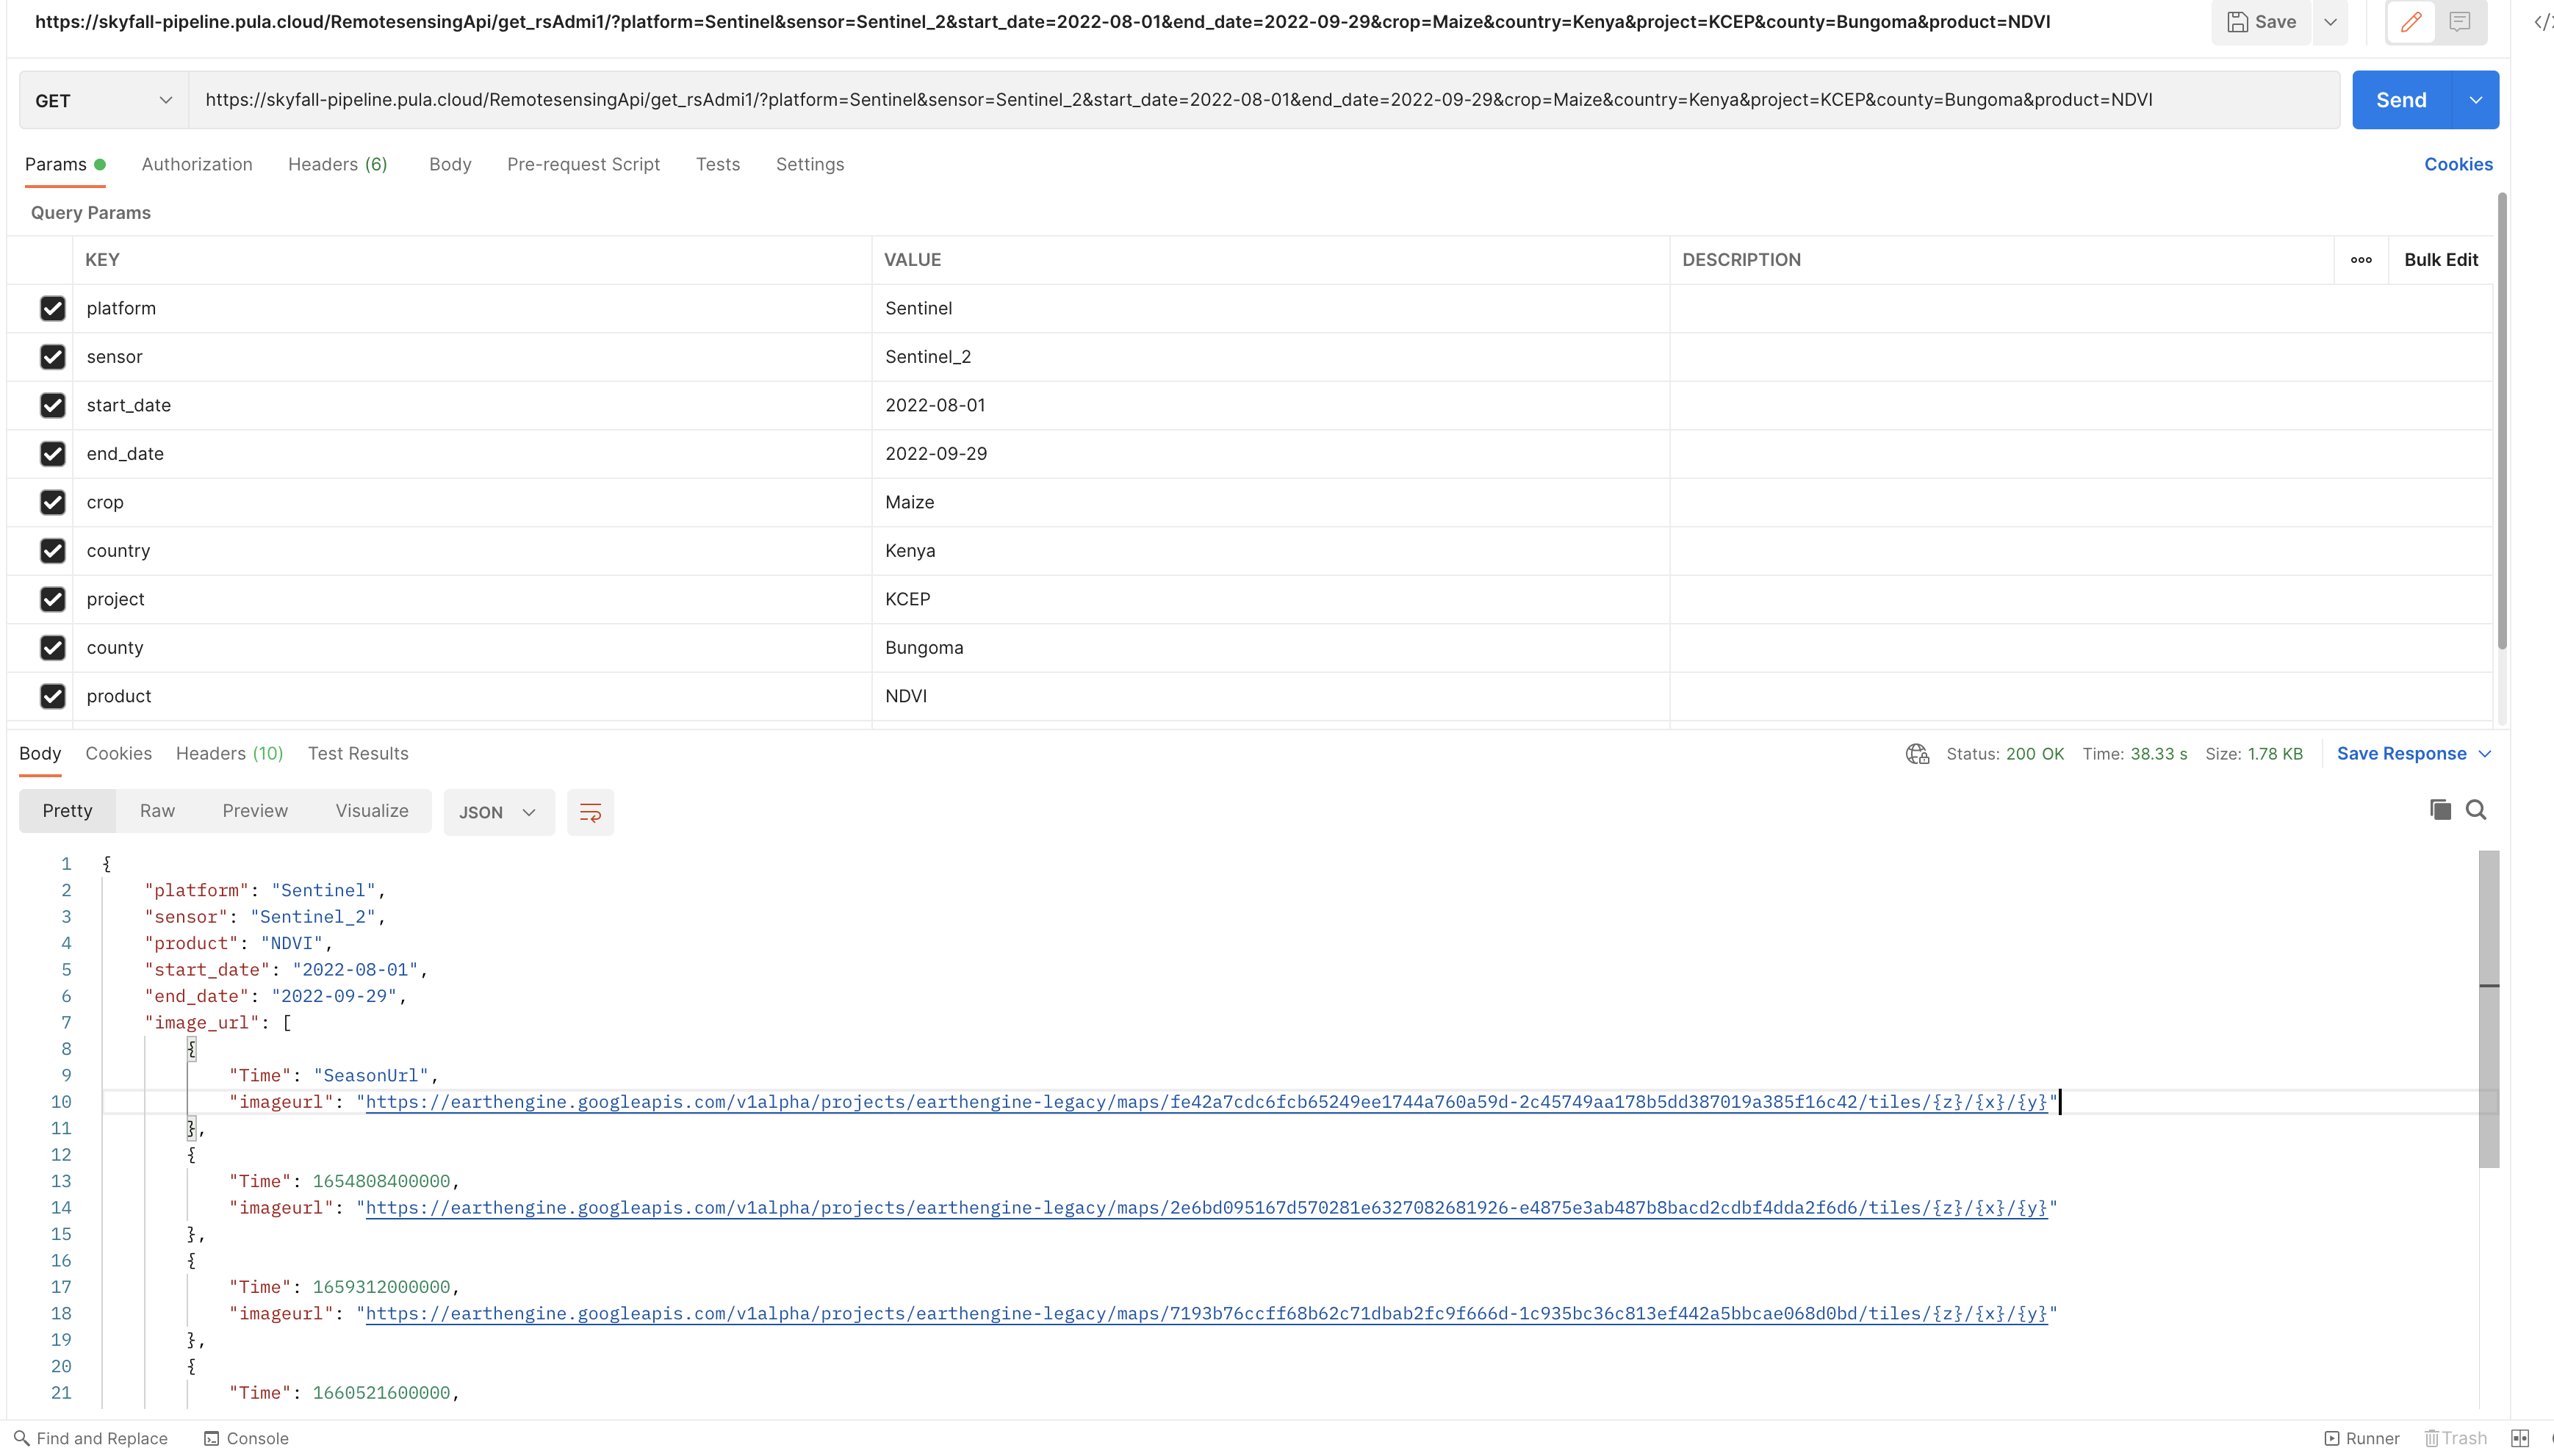 https://skyfall-pipeline.pula.cloud/RemotesensingApi/get_rsAdmi1/?platform=Sentinel&sensor=Sentinel_2&start_date=2022-08-01&end_date=2022-09-29&crop=Maize&country=Kenya&project=KCEP&county=Bungoma&product=NDVI Save
GET https://skyfall-pipeline.pula.cloud/RemotesensingApi/get_rsAdmi1/?platform=Sentinel&sensor=Sentinel_2&start_date=2022-08-01&end_date=2022-09-29&crop=Maize&country=Kenya&project=KCEP&county=Bungoma&product=NDVI Send
Params Authorization Headers (6) Body Pre-request Script Tests Settings Cookies
Query Params
KEY VALUE DESCRIPTION Bulk Edit
platform Sentinel
sensor Sentinel_2
start_date 2022-08-01
end_date 2022-09-29
crop Maize
country Kenya
project KCEP
county Bungoma
product NDVI
Body Cookies Headers (10) Test Results Status: 200 OK Time: 38.33 s Size: 1.78 KB Save Response
Pretty Raw Preview Visualize JSON
1 {
2 "platform": "Sentinel",
3 "sensor": "Sentinel_2",
4 "product": "NDVI",
5 "start_date": "2022-08-01",
6 "end_date": "2022-09-29",
7 "image_url": [
8 {
9 "Time": "SeasonUrl",
10 "imageurl": "https://earthengine.googleapis.com/v1alpha/projects/earthengine-legacy/maps/fe42a7cdc6fcb65249ee1744a760a59d-2c45749aa178b5dd387019a385f16c42/tiles/{z}/{x}/{y}"
11 },
12 {
13 "Time": 1654808400000,
14 "imageurl": "https://earthengine.googleapis.com/v1alpha/projects/earthengine-legacy/maps/2e6bd095167d570281e6327082681926-e4875e3ab487b8bacd2cdbf4dda2f6d6/tiles/{z}/{x}/{y}"
15 },
16 {
17 "Time": 1659312000000,
18 "imageurl": "https://earthengine.googleapis.com/v1alpha/projects/earthengine-legacy/maps/7193b76ccff68b62c71dbab2fc9f666d-1c935bc36c813ef442a5bbcae068d0bd/tiles/{z}/{x}/{y}"
19 },
20 {
21 "Time": 1660521600000,
Find and Replace Console Runner Trash